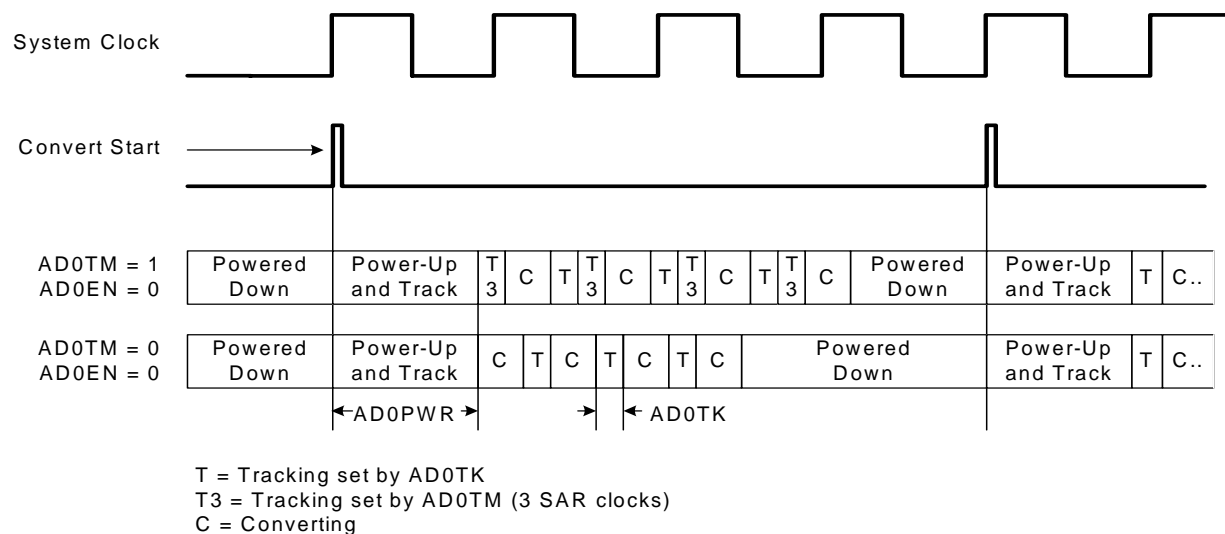 System Clock
Convert Start
AD0TM = 1
AD0EN = 0
Powered
Down
Power-Up
and Track
T
3
C
T
T
3
C
T
T
3
C
T
T
3
C
Powered
Down
Power-Up
and Track
T
C..
AD0TM = 0
AD0EN = 0
Powered
Down
Power-Up
and Track
C
T
C
T
C
T
C
Powered
Down
Power-Up
and Track
T
C..
AD0PWR
AD0TK
T = Tracking set by AD0TK
T3 = Tracking set by AD0TM (3 SAR clocks)
C = Converting